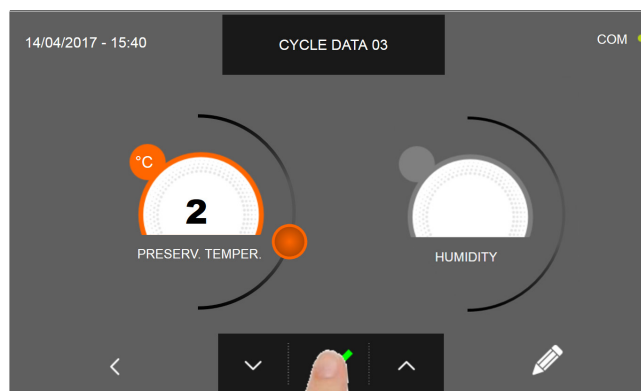 14/04/2017 - 15:40
CYCLE DATA 03
COM
°C
2
PRESERV. TEMPER.
HUMIDITY